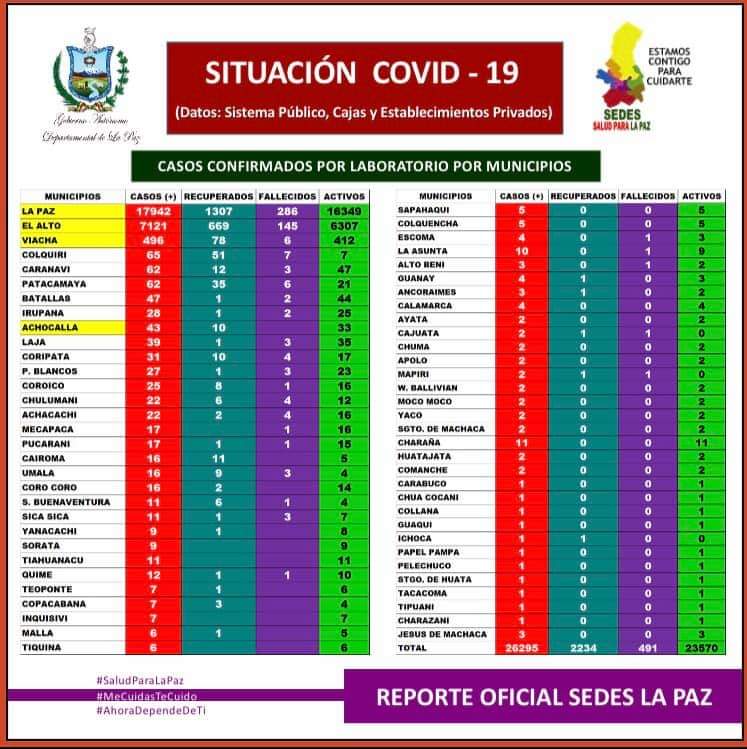 Gobierno Autónomo
Departamental de La Paz
SITUACIÓN COVID - 19
(Datos: Sistema Público, Cajas y Establecimientos Privados)
ESTAMOS
CONTIGO
PARA
CUIDARTE
SEDES
SALUD PARA LA PAZ
CASOS CONFIRMADOS POR LABORATORIO POR MUNICIPIOS
MUNICIPIOS CASOS (+) RECUPERADOS FALLECIDOS ACTIVOS
LA PAZ 17942 1307 286 16349
EL ALTO 7121 669 145 6307
VIACHA 496 78 6 412
COLQUIRI 65 51 7 7
CARANAVI 62 12 3 47
PATACAMAYA 62 35 6 21
BATALLAS 47 1 2 44
IRUPANA 28 1 2 25
ACHOCALLA 43 10 33
LAJA 39 1 3 35
CORIPATA 31 10 4 17
P. BLANCOS 27 1 3 23
COROICO 25 8 1 16
CHULUMANI 22 6 4 12
ACHACACHI 22 2 4 16
MECAPACA 17 1 16
PUCARANI 17 1 1 15
CAIROMA 16 11 5
UMALA 16 9 3 4
CORO CORO 16 2 14
S. BUENAVENTURA 11 6 1 4
SICA SICA 11 1 3 7
YANACACHI 9 1 8
SORATA 9 9
TIAHUANACU 11 11
QUIME 12 1 1 10
TEOPONTE 7 1 6
COPACABANA 7 3 4
INQUISIVI 7 7
MALLA 6 1 5
TIQUINA 6 6
MUNICIPIOS CASOS (+) RECUPERADOS FALLECIDOS ACTIVOS
SAPAHAQUI 5 0 0 5
COLQUENCHA 5 0 0 5
ESCOMA 4 0 1 3
LA ASUNTA 10 0 1 9
ALTO BENI 3 0 1 2
GUANAY 4 1 0 3
ANCORAIMES 3 1 0 2
CALAMARCA 4 0 0 4
AYATA 2 0 0 2
CAJUATA 2 1 1 0
CHUMA 2 0 0 2
APOLO 2 0 0 2
MAPIRI 2 1 1 0
W. BALLIVIAN 2 0 0 2
MOCO MOCO 2 0 0 2
YACO 2 0 0 2
SGTO. DE MACHACA 2 0 0 2
CHARAÑA 11 0 0 11
HUATAJATA 2 0 0 2
COMANCHE 2 0 0 2
CARABUCO 1 0 0 1
CHUA COCANI 1 0 0 1
COLLANA 1 0 0 1
GUAQUI 1 0 0 1
ICHOCA 1 1 0 0
PAPEL PAMPA 1 0 0 1
PELECHUCO 1 0 0 1
STGO. DE HUATA 1 0 0 1
TACACOMA 1 0 0 1
TIPUANI 1 0 0 1
CHARAZANI 1 0 0 1
JESUS DE MACHACA 3 0 0 3
TOTAL 26295 2234 491 23570
#SaludParaLaPaz
#MeCuidasTeCuido
#AhoraDependeDeTi
REPORTE OFICIAL SEDES LA PAZ